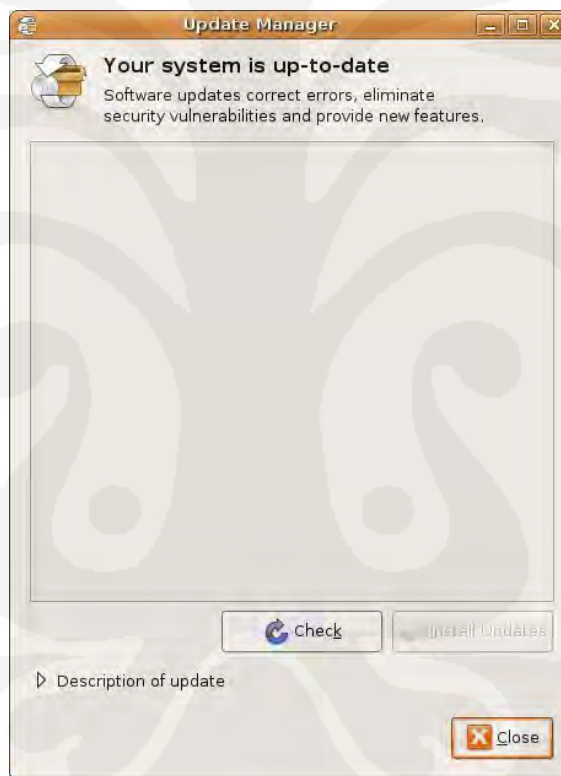 Update Manager
Your system is up-to-date
Software updates correct errors, eliminate
security vulnerabilities and provide new features.
Check
Install Updates
Description of update
Close